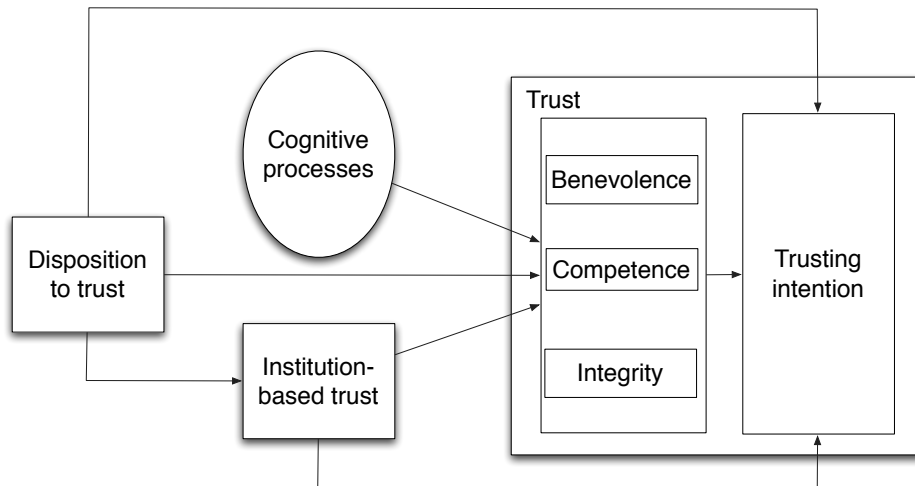 Trust
Cognitive
processes
Benevolence
Disposition
to trust
Competence
Trusting
intention
Institution-
based trust
Integrity